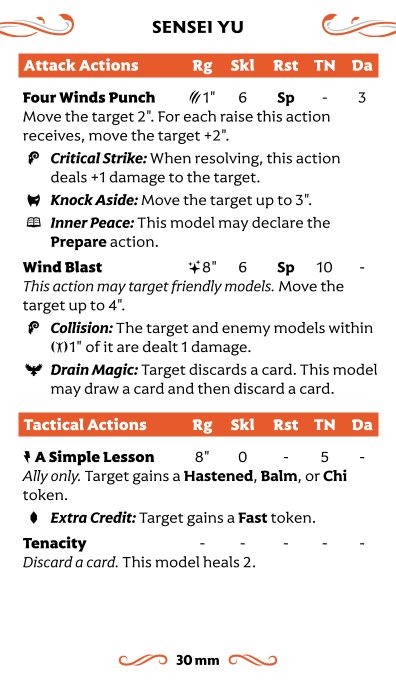 SENSEI YU
Attack Actions Rg Skl Rst TN Da
Four Winds Punch 1" 6 Sp - 3
Move the target 2". For each raise this action
receives, move the target +2".
Critical Strike: When resolving, this action
deals +1 damage to the target.
Knock Aside: Move the target up to 3".
Inner Peace: This model may declare the
Prepare action.
Wind Blast 8" 6 Sp 10 -
This action may target friendly models. Move the
target up to 4".
Collision: The target and enemy models within
1" of it are dealt 1 damage.
Drain Magic: Target discards a card. This model
may draw a card and then discard a card.
Tactical Actions Rg Skl Rst TN Da
A Simple Lesson 8" 0 - 5 -
Ally only. Target gains a Hastened, Balm, or Chi
token.
Extra Credit: Target gains a Fast token.
Tenacity - - - - -
Discard a card. This model heals 2.
30 mm